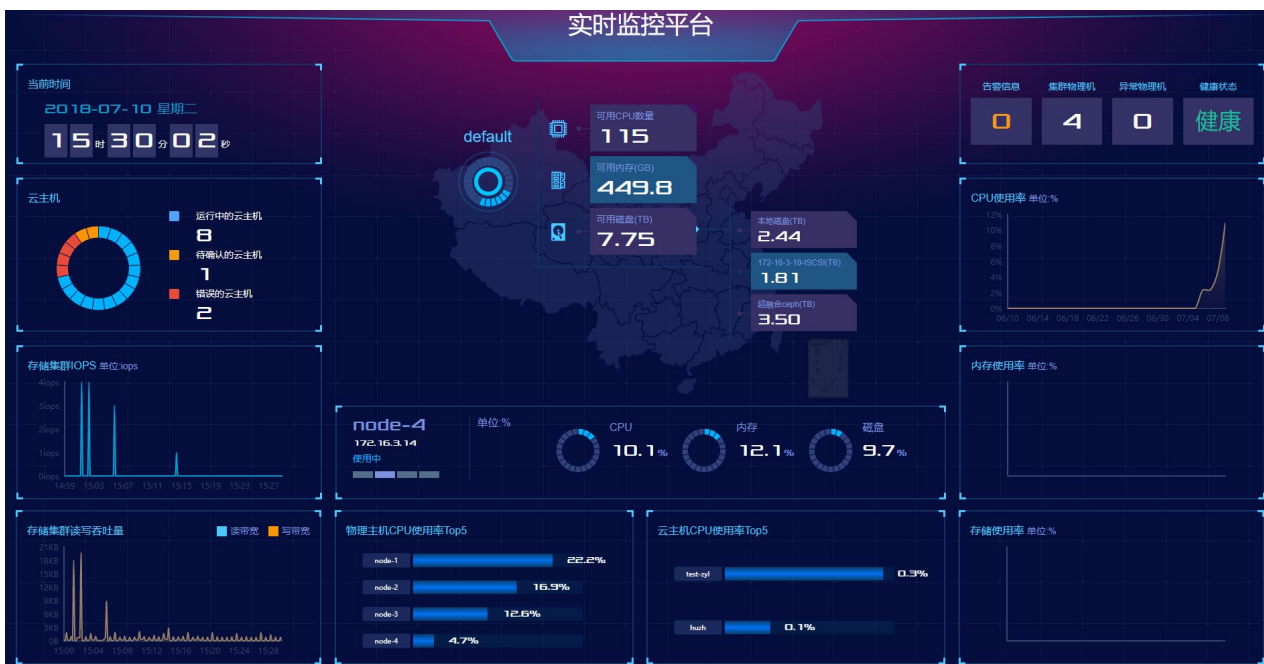 实时监控平台
当前时间
2018-07-10 星期二
15时30分02秒
云主机
运行中的云主机
8
待确认的云主机
1
错误的云主机
2
存储集群IOPS 单位:iops
4iops
3iops
2iops
1iops
0iops
14:59 15:03 15:07 15:11 15:15 15:19 15:23 15:27
存储集群读写吞吐量
读带宽 写带宽
21KB
18KB
15KB
12KB
9KB
6KB
3KB
0B
15:00 15:04 15:08 15:12 15:16 15:20 15:24 15:28
default
可用CPU数量
115
可用内存(GB)
449.8
可用磁盘(TB)
7.75
本地磁盘(TB)
2.44
172-16-3-10-ISCSI(TB)
1.81
超融合ceph(TB)
3.50
node-4
172.16.3.14
使用中
单位:%
CPU
10.1%
内存
12.1%
磁盘
9.7%
物理主机CPU使用率Top5
node-1 22.2%
node-2 16.9%
node-3 12.6%
node-4 4.7%
云主机CPU使用率Top5
test-zyl 0.3%
huzh 0.1%
告警信息 集群物理机 异常物理机 健康状态
0 4 0 健康
CPU使用率 单位:%
12%
10%
8%
6%
4%
2%
0%
06/10 06/14 06/18 06/22 06/26 06/30 07/04 07/08
内存使用率 单位:%
存储使用率 单位:%